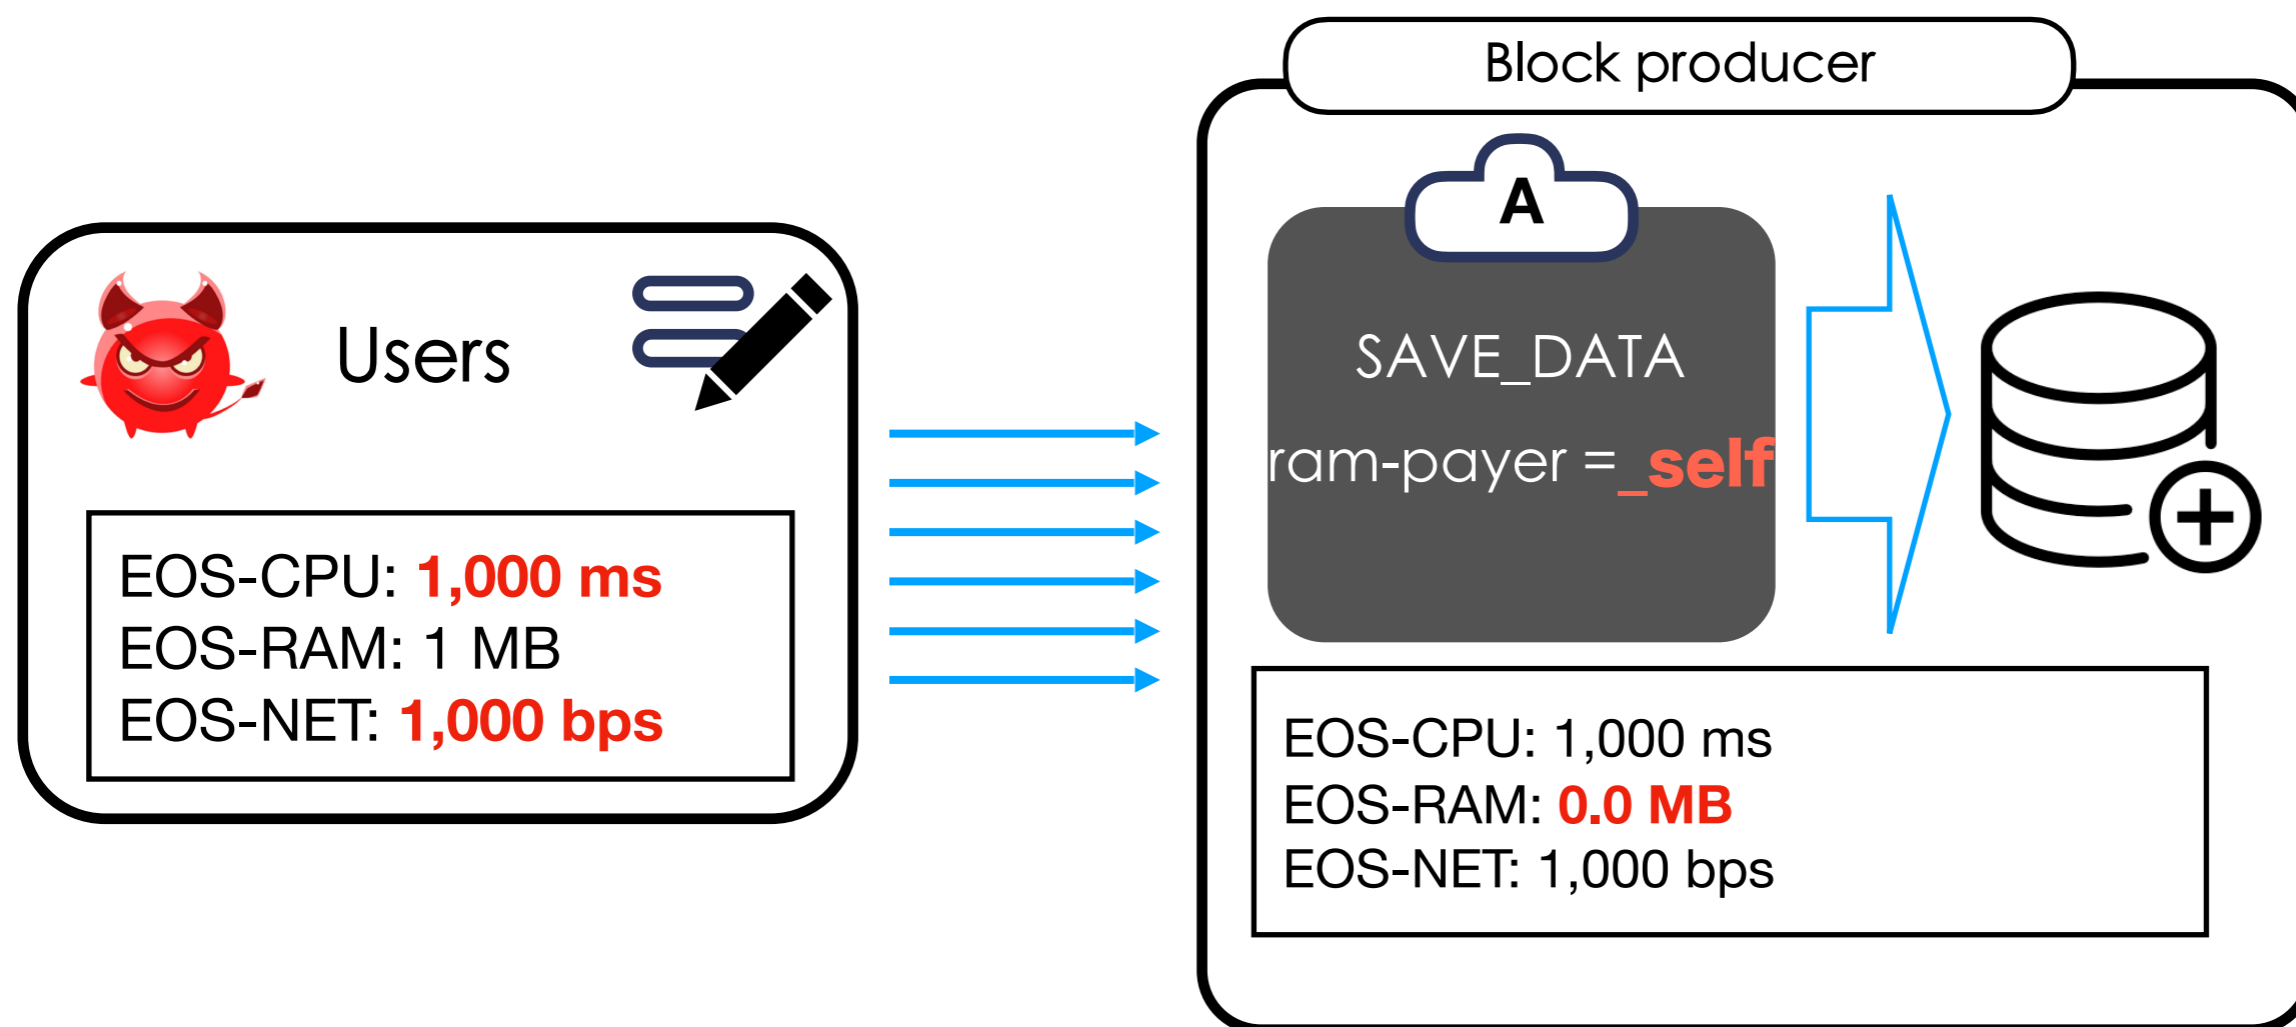 Users
EOS-CPU: 1,000 ms
EOS-RAM: 1 MB
EOS-NET: 1,000 bps
Block producer
A
SAVE_DATA
ram-payer = _self
EOS-CPU: 1,000 ms
EOS-RAM: 0.0 MB
EOS-NET: 1,000 bps